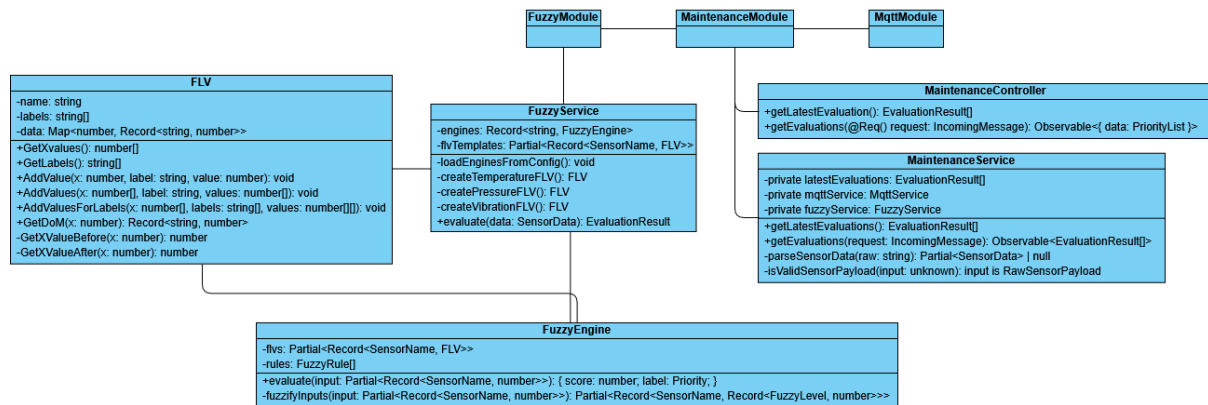 FuzzyModule
MaintenanceModule
MqttModule
FLV
-name: string
-labels: string[]
-data: Map<number, Record<string, number>>
+GetXvalues(): number[]
+GetLabels(): string[]
+AddValue(x: number, label: string, value: number): void
+AddValues(x: number[], label: string, values: number[]): void
+AddValuesForLabels(x: number[], labels: string[], values: number[][]): void
+GetDoM(x: number): Record<string, number>
-GetXValueBefore(x: number): number
-GetXValueAfter(x: number): number
FuzzyService
-engines: Record<string, FuzzyEngine>
-flvTemplates: Partial<Record<SensorName, FLV>>
-loadEnginesFromConfig(): void
-createTemperatureFLV(): FLV
-createPressureFLV(): FLV
-createVibrationFLV(): FLV
+evaluate(data: SensorData): EvaluationResult
MaintenanceController
+getLatestEvaluation(): EvaluationResult[]
+getEvaluations(@Req() request: IncomingMessage): Observable<{ data: PriorityList }>
MaintenanceService
-private latestEvaluations: EvaluationResult[]
-private mqttService: MqttService
-private fuzzyService: FuzzyService
+getLatestEvaluations(): EvaluationResult[]
+getEvaluations(request: IncomingMessage): Observable<EvaluationResult[]>
-parseSensorData(raw: string): Partial<SensorData> | null
-isValidSensorPayload(input: unknown): input is RawSensorPayload
FuzzyEngine
-flvs: Partial<Record<SensorName, FLV>>
-rules: FuzzyRule[]
+evaluate(input: Partial<Record<SensorName, number>>): { score: number; label: Priority; }
-fuzzifyInputs(input: Partial<Record<SensorName, number>>): Partial<Record<SensorName, Record<FuzzyLevel, number>>>